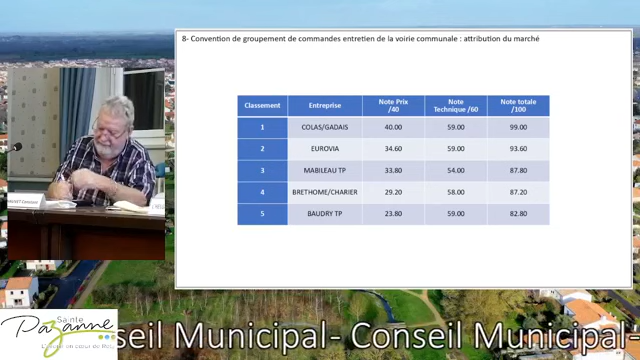 8- Convention de groupement de commandes entretien de la voirie communale : attribution du marché
Classement Entreprise Note Prix /40 Note Technique /60 Note totale /100
1 COLAS/GADAIS 40.00 59.00 99.00
2 EUROVIA 34.60 59.00 93.60
3 MABILEAU TP 33.80 54.00 87.80
4 BRETHOME/CHARIER 29.20 58.00 87.20
5 BAUDRY TP 23.80 59.00 82.80
Sainte
Pazanne
seil Municipal- Conseil Municipal-